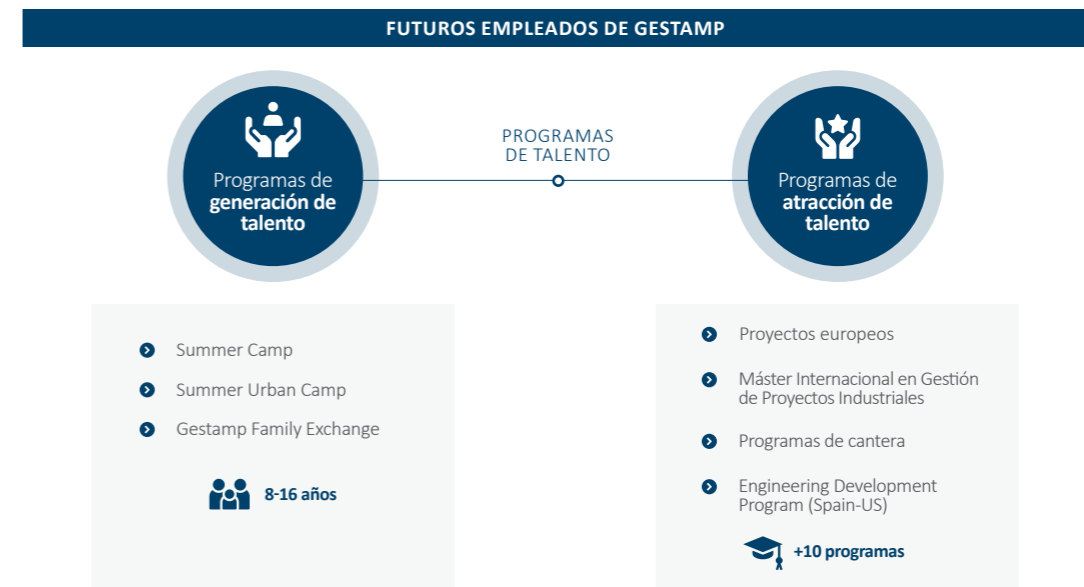 FUTUROS EMPLEADOS DE GESTAMP
Programas de
generación de
talento
PROGRAMAS
DE TALENTO
Programas de
atracción de
talento
Summer Camp
Summer Urban Camp
Gestamp Family Exchange
8-16 años
Proyectos europeos
Máster Internacional en Gestión
de Proyectos Industriales
Programas de cantera
Engineering Development
Program (Spain-US)
+10 programas